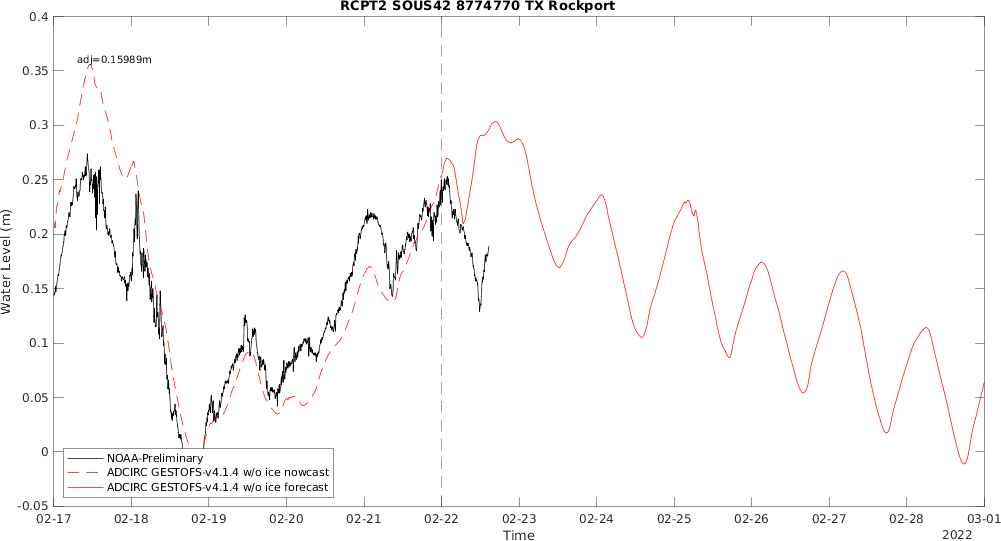 RCPT2 SOUS42 8774770 TX Rockport
0.4
adj=0.15989m
0.35
0.3
0.25
0.2
0.15
0.1
0.05
0
-0.05
Water Level (m)
NOAA-Preliminary
ADCIRC GESTOFS-v4.1.4 w/o ice nowcast
ADCIRC GESTOFS-v4.1.4 w/o ice forecast
02-17 02-18 02-19 02-20 02-21 02-22 02-23 02-24 02-25 02-26 02-27 02-28 03-01
Time
2022